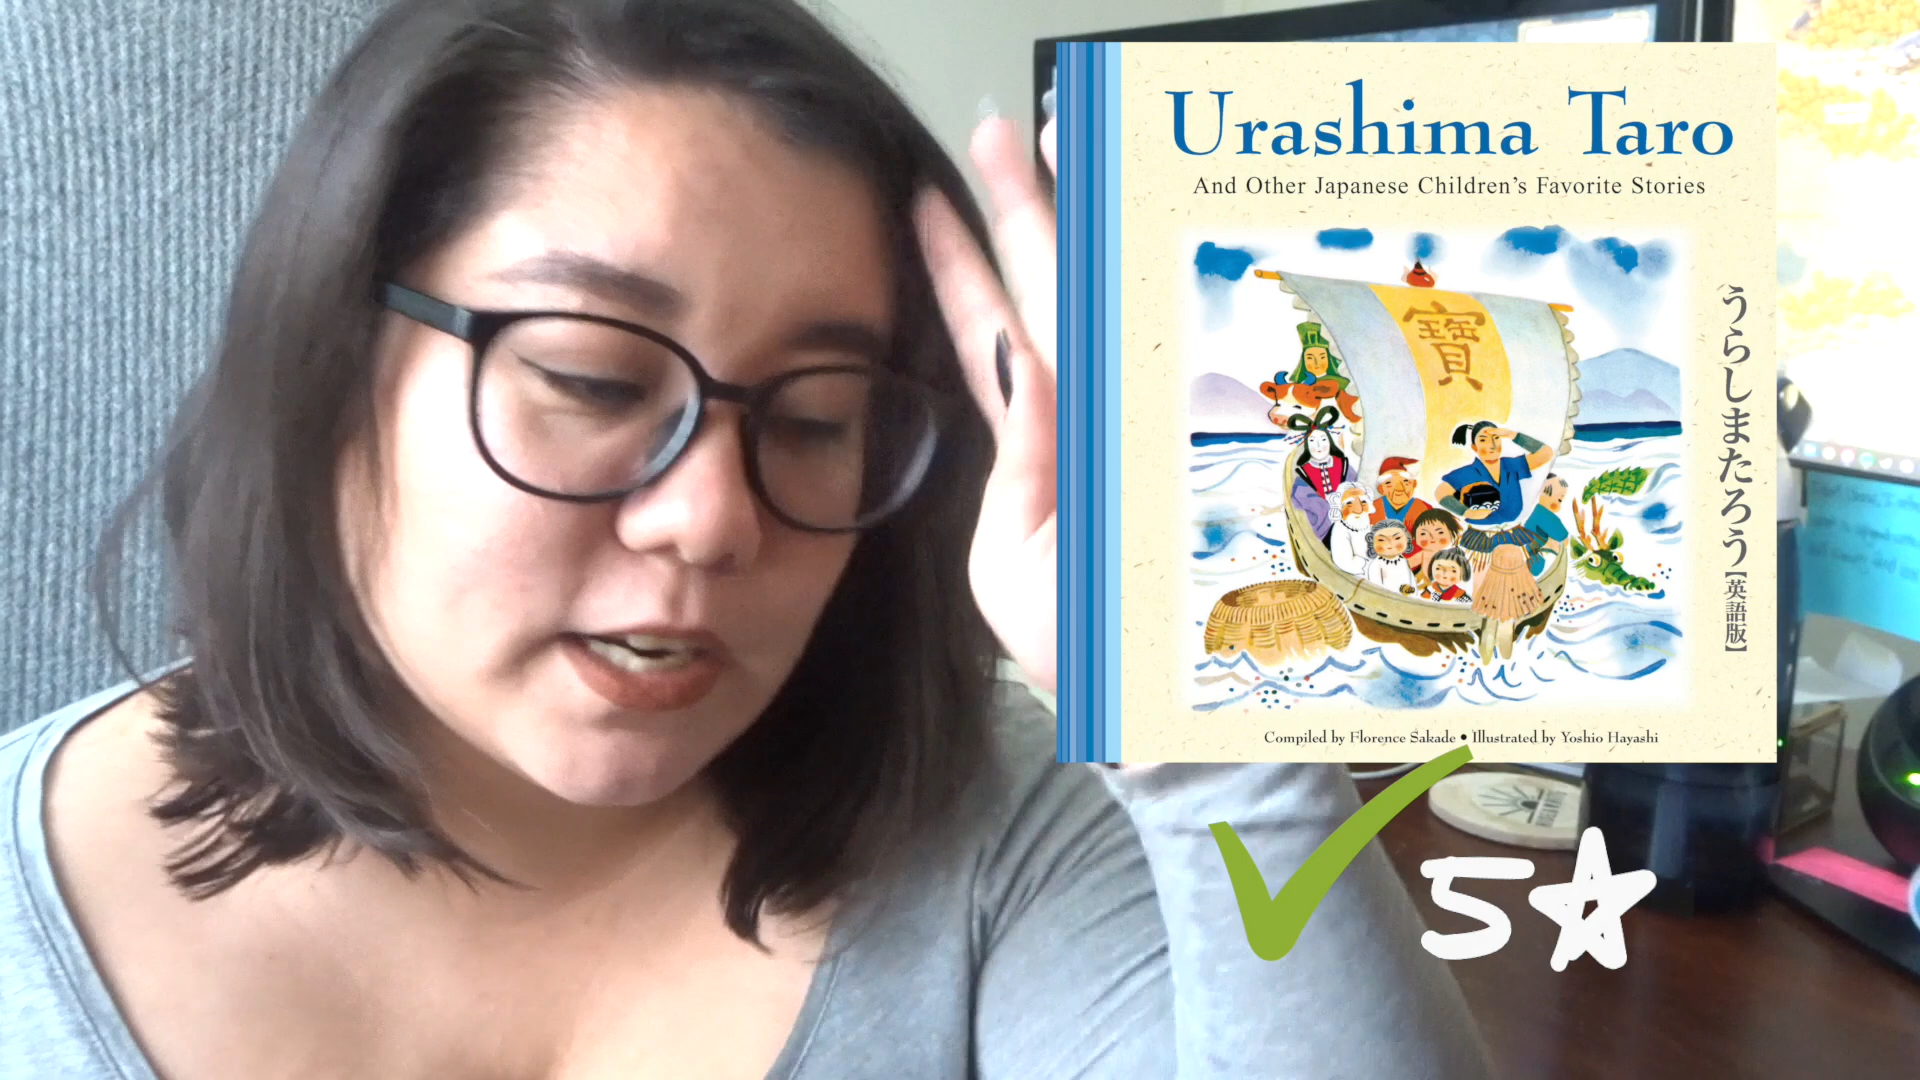 Urashima Taro
And Other Japanese Children's Favorite Stories
寶
うらしまたろう【英語版】
Compiled by Florence Sakade • Illustrated by Yoshio Hayashi
5